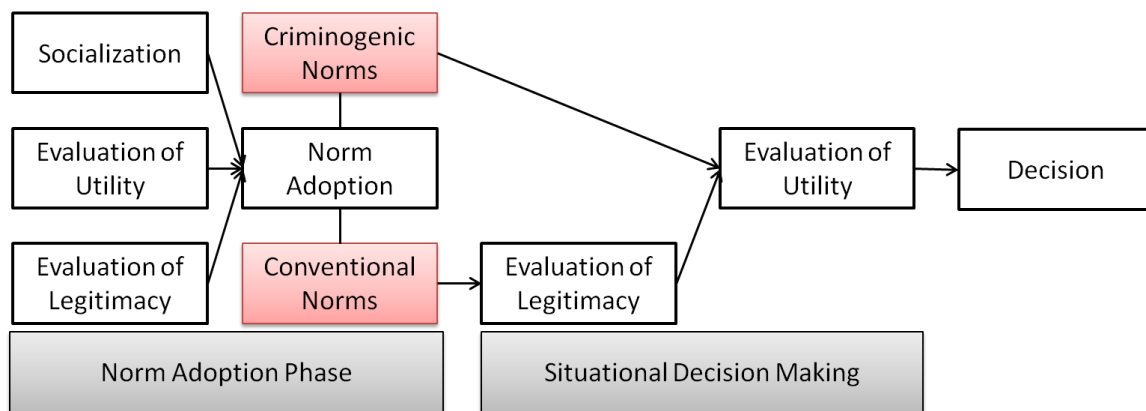 Socialization
Criminogenic
Norms
Evaluation of
Utility
Norm
Adoption
Evaluation of
Utility
Decision
Evaluation of
Legitimacy
Conventional
Norms
Evaluation of
Legitimacy
Norm Adoption Phase
Situational Decision Making